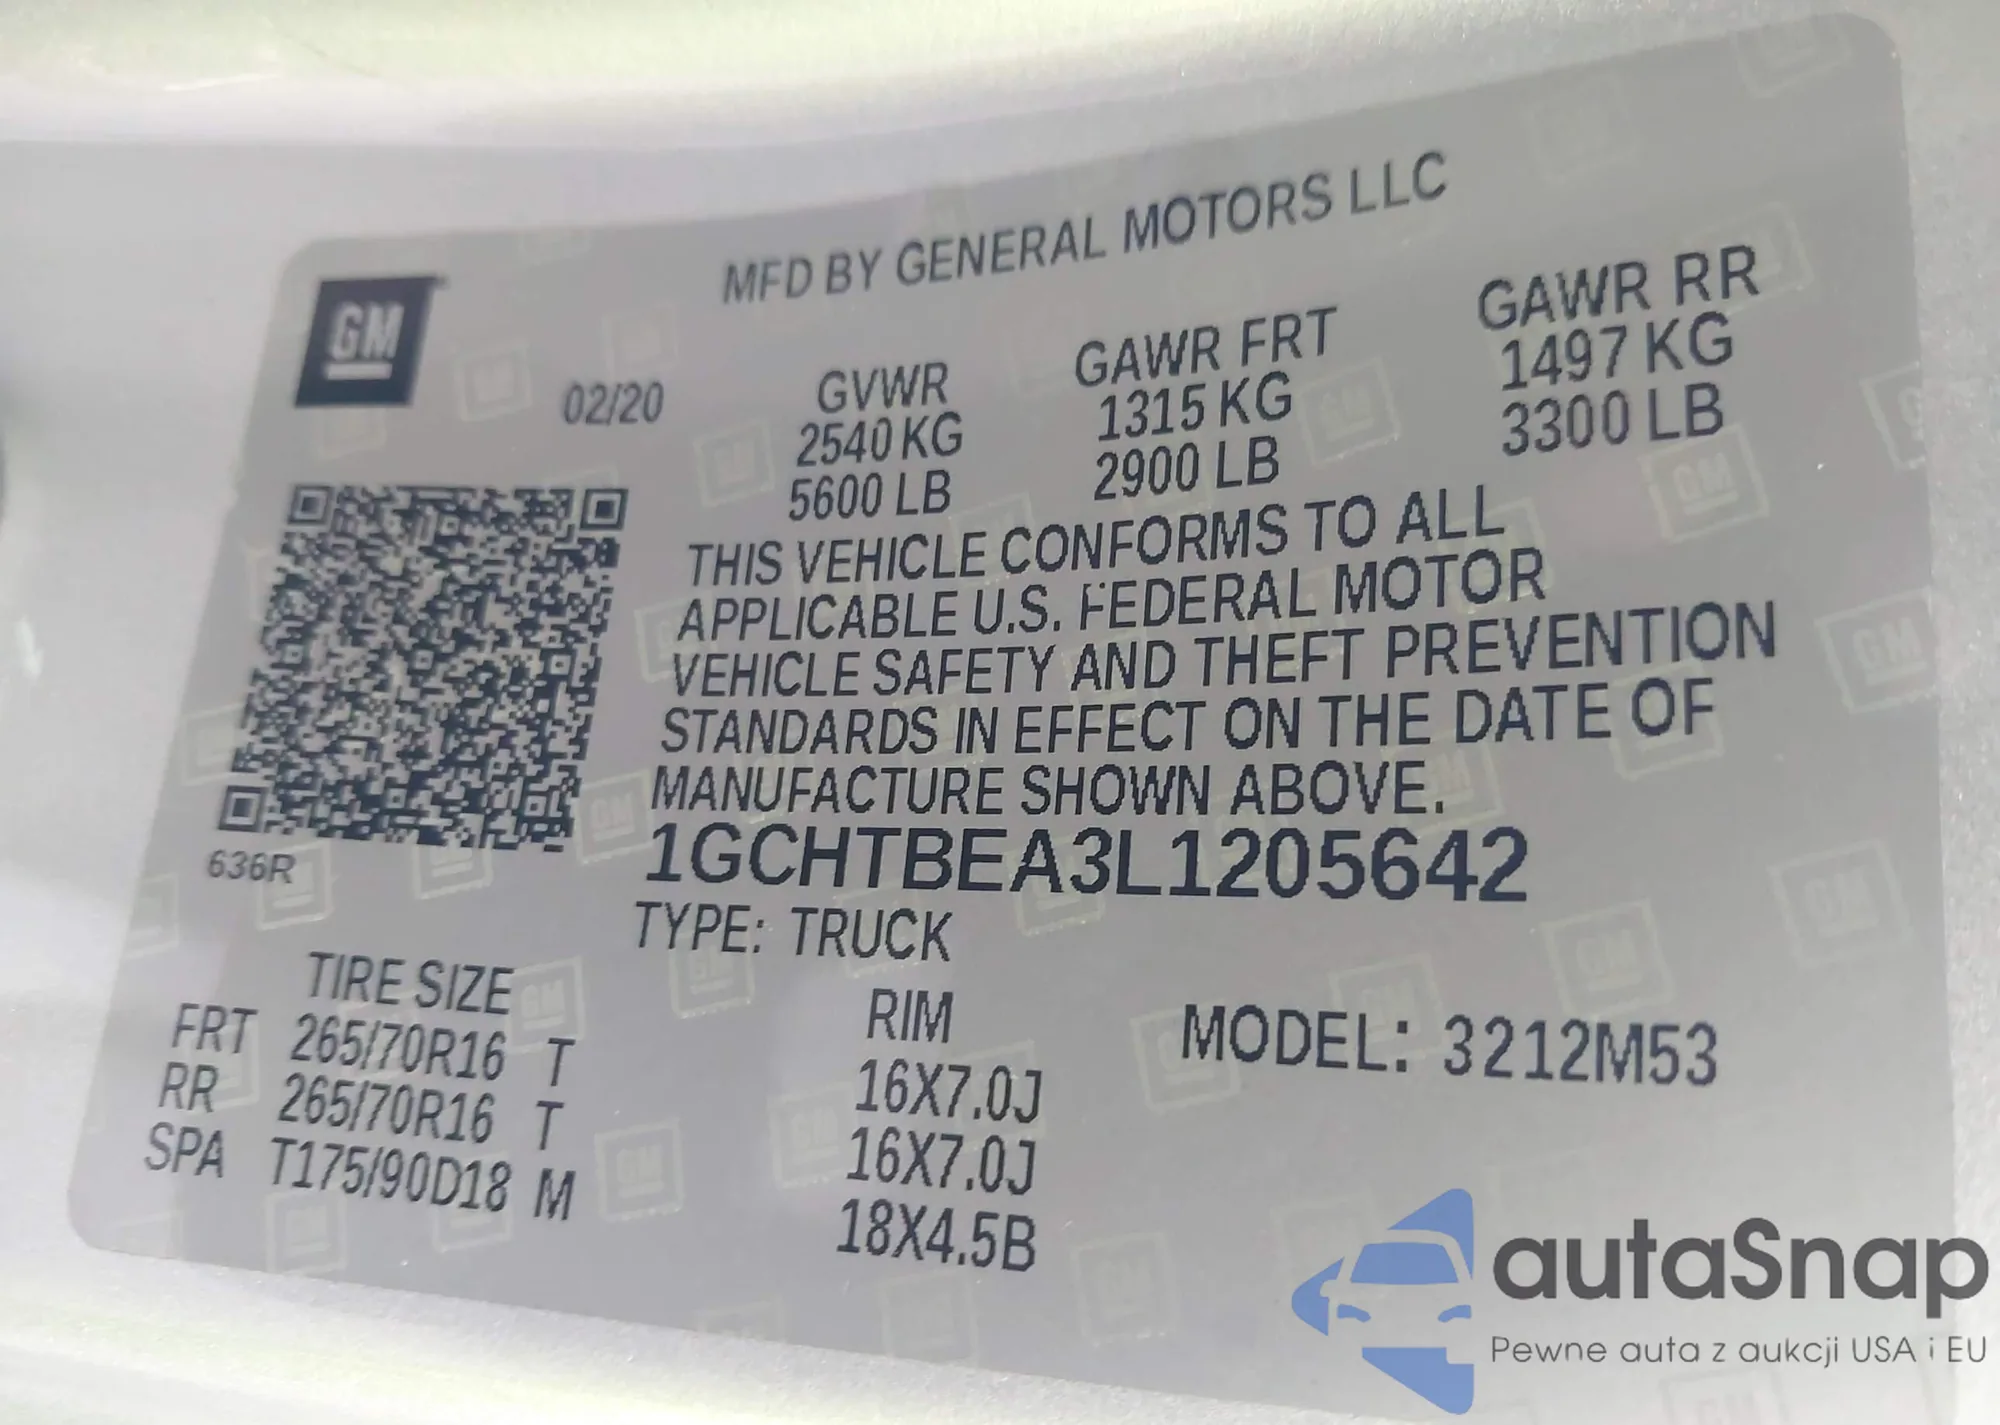 MFD BY GENERAL MOTORS LLC
GM
02/20
GVWR
2540 KG
5600 LB
GAWR FRT
1315 KG
2900 LB
GAWR RR
1497 KG
3300 LB
THIS VEHICLE CONFORMS TO ALL
APPLICABLE U.S. FEDERAL MOTOR
VEHICLE SAFETY AND THEFT PREVENTION
STANDARDS IN EFFECT ON THE DATE OF
MANUFACTURE SHOWN ABOVE.
1GCHTBEA3L1205642
636R
TYPE: TRUCK
TIRE SIZE RIM
FRT 265/70R16 T 16X7.0J
RR 265/70R16 T 16X7.0J
SPA T175/90D18 M 18X4.5B
MODEL: 3212M53
autaSnap
Pewne auta z aukcji USA i EU